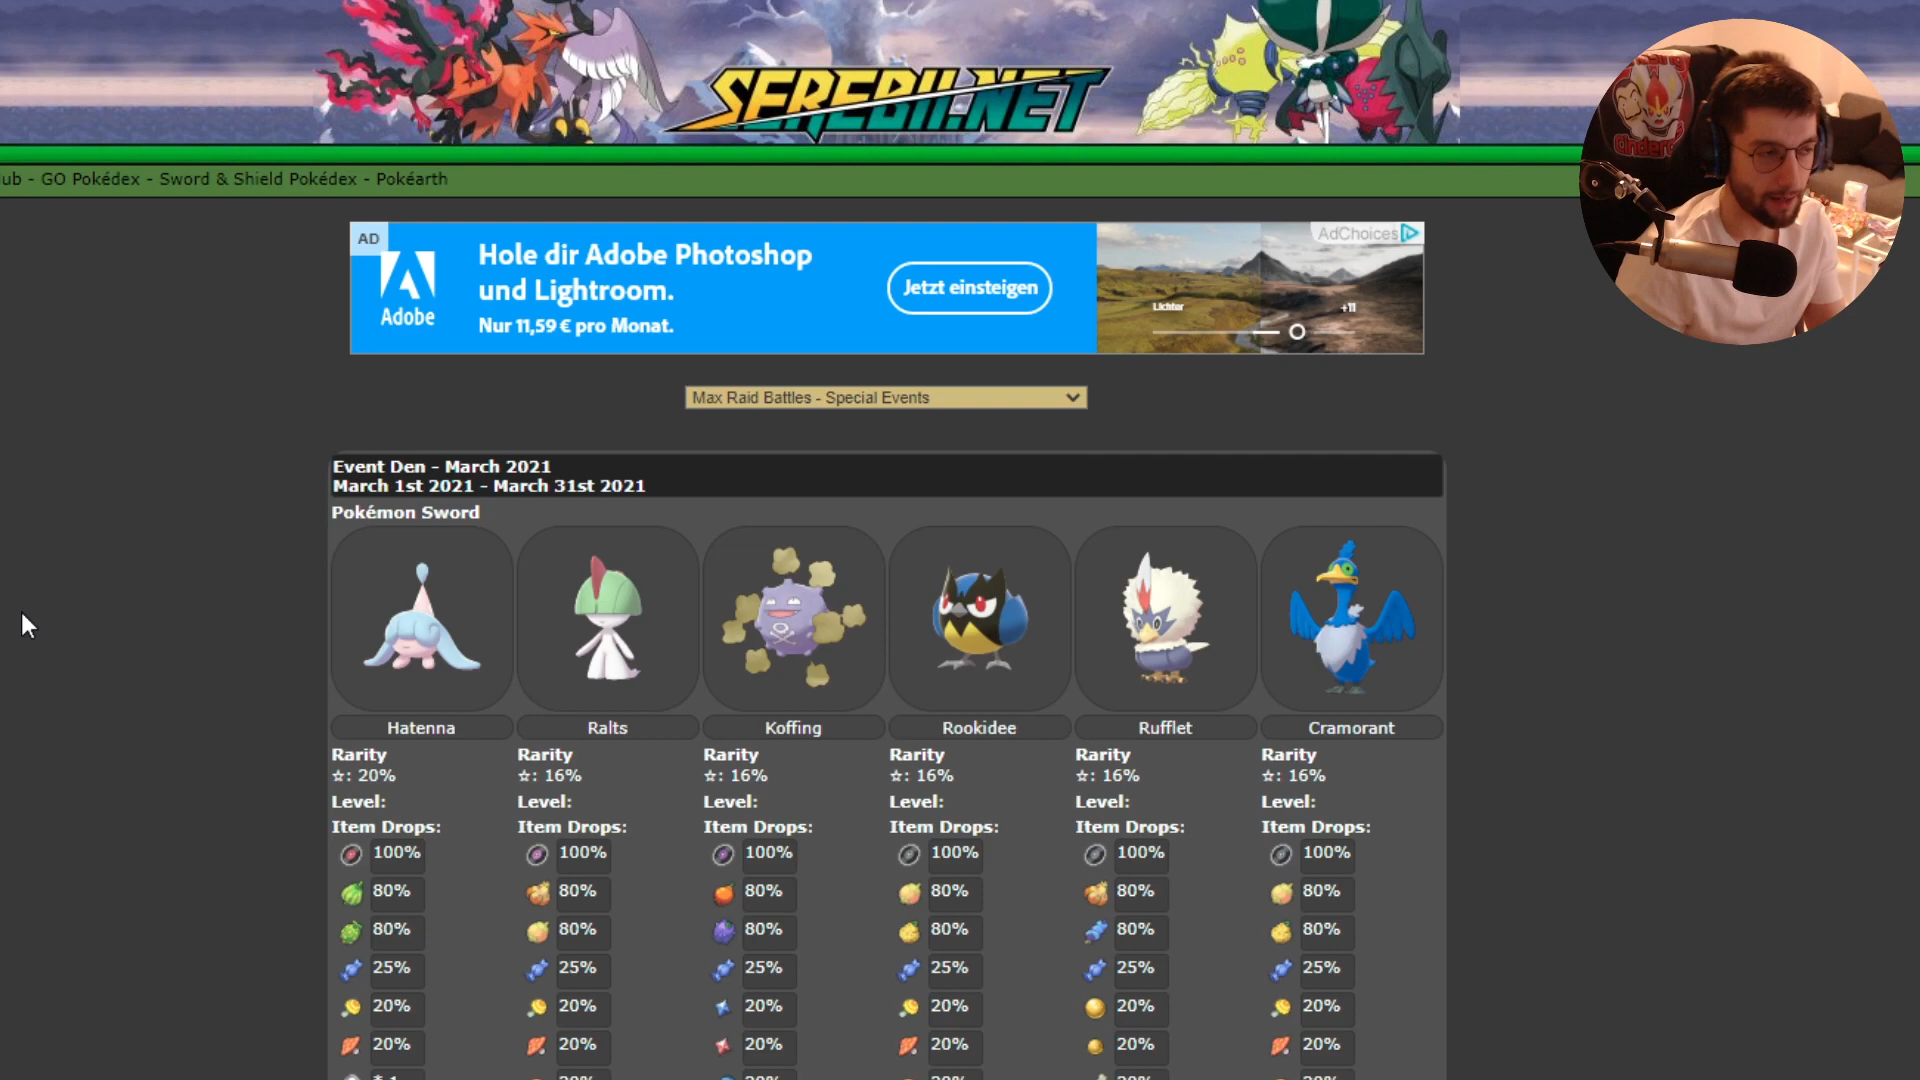 SEREBII.NET
ub - GO Pokédex - Sword & Shield Pokédex - Pokéarth
AD
Adobe
Hole dir Adobe Photoshop
und Lightroom.
Nur 11,59 € pro Monat.
Jetzt einsteigen
AdChoices
Lichter
+11
Max Raid Battles - Special Events
Event Den - March 2021
March 1st 2021 - March 31st 2021
Pokémon Sword
Hatenna Ralts Koffing Rookidee Rufflet Cramorant
Rarity Rarity Rarity Rarity Rarity Rarity
☆: 20% ☆: 16% ☆: 16% ☆: 16% ☆: 16% ☆: 16%
Level: Level: Level: Level: Level: Level:
Item Drops: Item Drops: Item Drops: Item Drops: Item Drops: Item Drops:
100% 100% 100% 100% 100% 100%
80% 80% 80% 80% 80% 80%
80% 80% 80% 80% 80% 80%
25% 25% 25% 25% 25% 25%
20% 20% 20% 20% 20% 20%
20% 20% 20% 20% 20% 20%